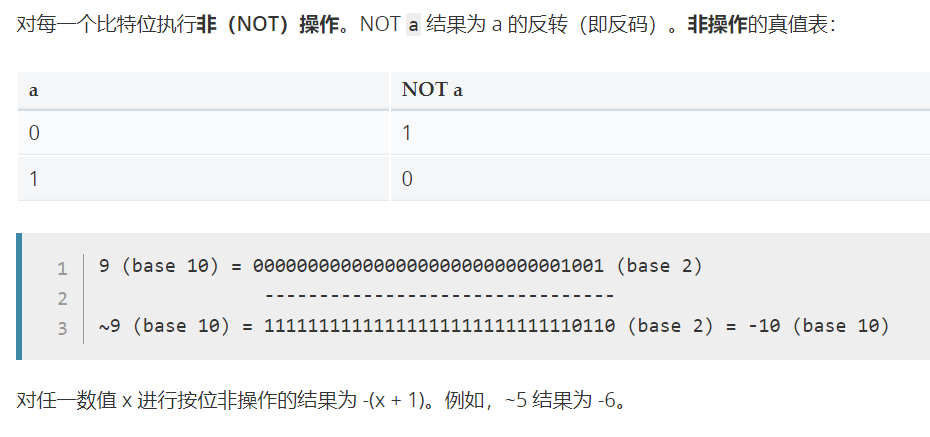 对每一个比特位执行非（NOT）操作。NOT a 结果为 a 的反转（即反码）。非操作的真值表：
a NOT a
0 1
1 0
1 9 (base 10) = 00000000000000000000000000001001 (base 2)
2 --------------------------------
3 ~9 (base 10) = 11111111111111111111111111110110 (base 2) = -10 (base 10)
对任一数值 x 进行按位非操作的结果为 -(x + 1)。例如，~5 结果为 -6。